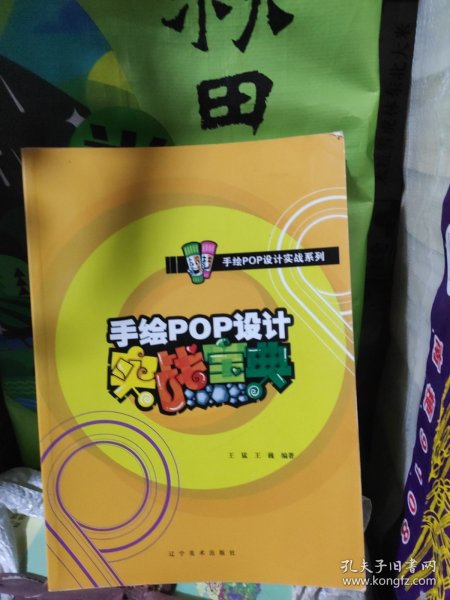 秋田
手绘POP设计实战系列
手绘POP设计
实战宝典
王猛 王巍 编著
辽宁美术出版社
孔夫子旧书网
www.kongfz.com